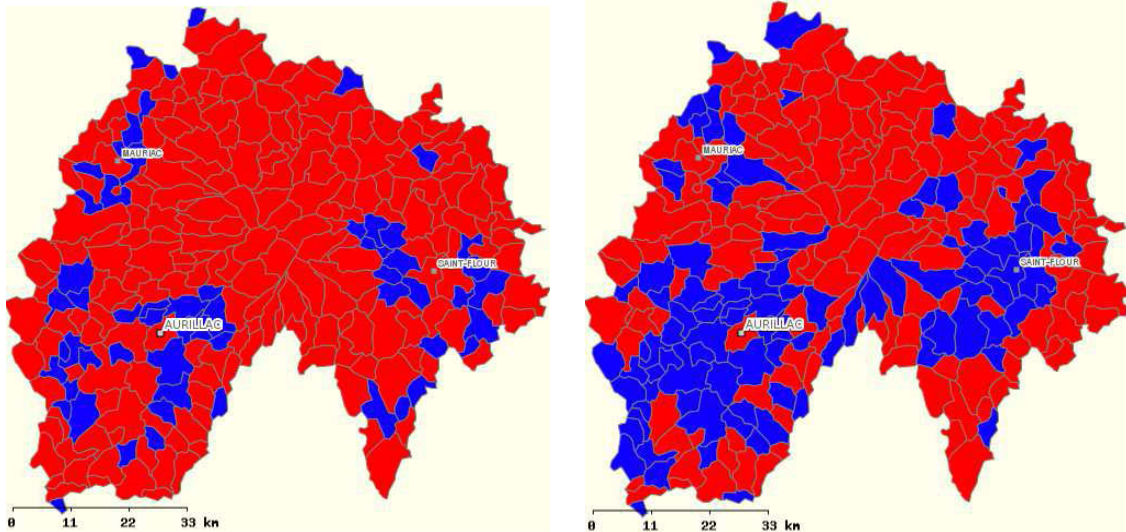 MAURIAC
SAINT-FLOUR
AURILLAC
0 11 22 33 km
MAURIAC
SAINT-FLOUR
AURILLAC
0 11 22 33 km